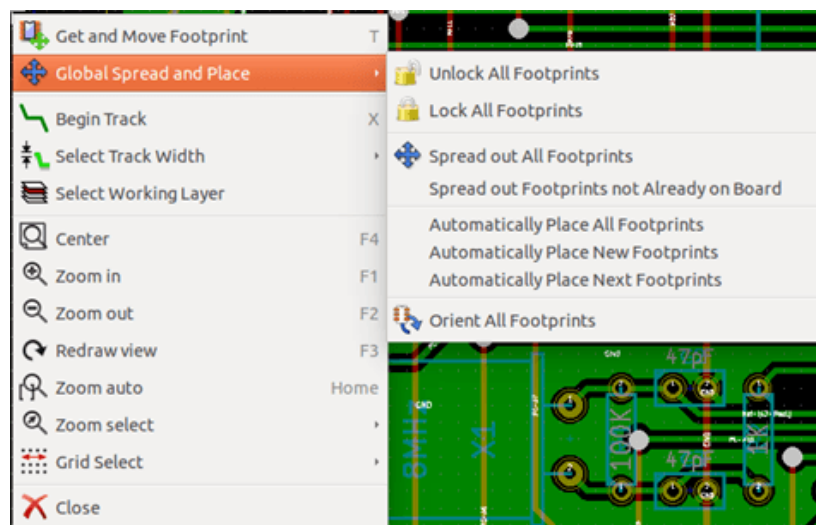 Get and Move Footprint T
Global Spread and Place
Begin Track X
Select Track Width
Select Working Layer
Center F4
Zoom in F1
Zoom out F2
Redraw view F3
Zoom auto Home
Zoom select
Grid Select
Close
Unlock All Footprints
Lock All Footprints
Spread out All Footprints
Spread out Footprints not Already on Board
Automatically Place All Footprints
Automatically Place New Footprints
Automatically Place Next Footprints
Orient All Footprints
GND
47pF
GND
8MHz
X1
100K
1K
47pF